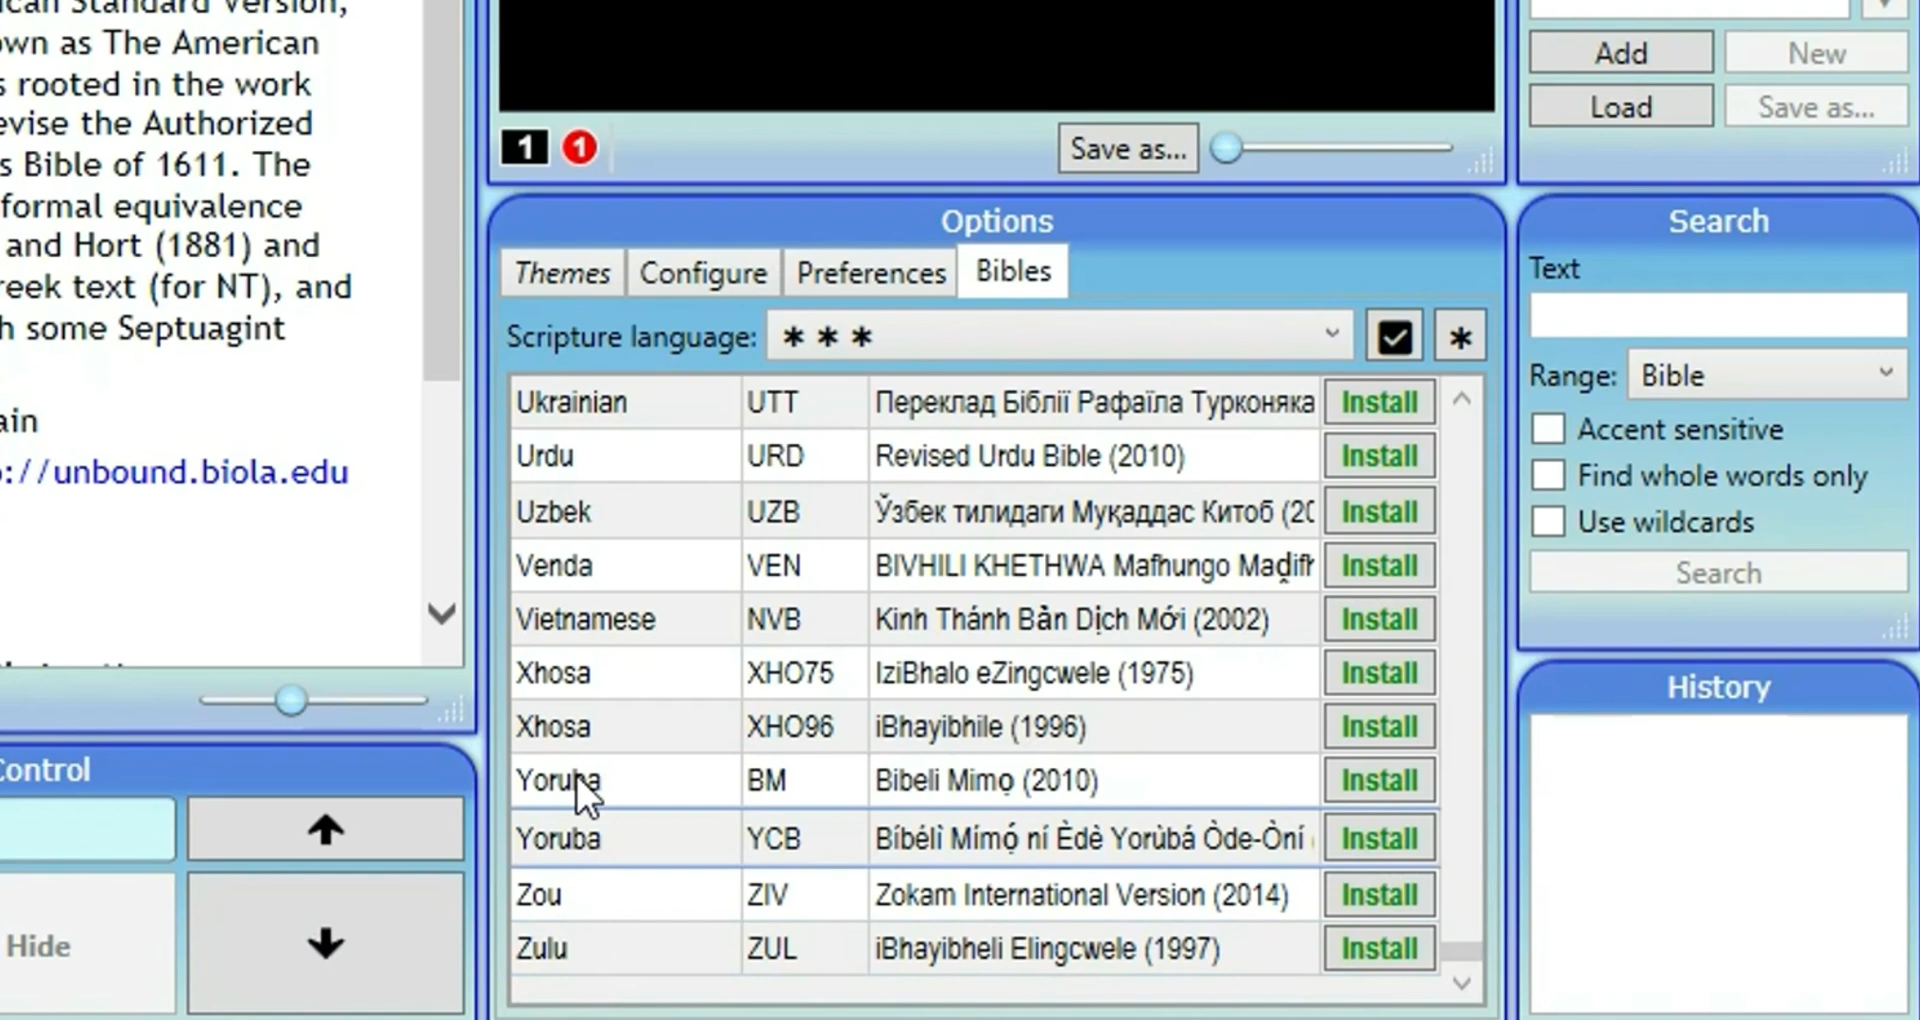 ican Standard Version,
own as The American
s rooted in the work
evise the Authorized
s Bible of 1611. The
formal equivalence
and Hort (1881) and
reek text (for NT), and
h some Septuagint
ain
://unbound.biola.edu
Control
Hide
1 1 Save as...
Options
Themes Configure Preferences Bibles
Scripture language: * * * *
Ukrainian UTT Переклад Біблії Рафаїла Турконяка Install
Urdu URD Revised Urdu Bible (2010) Install
Uzbek UZB Ўзбек тилидаги Муқаддас Китоб (20 Install
Venda VEN BIVHILI KHETHWA Mafhungo Install
Vietnamese NVB Kinh Thánh Bản Dịch Mới (2002) Install
Xhosa XHO75 IziBhalo eZingcwele (1975) Install
Xhosa XHO96 iBhayibhile (1996) Install
Yoruba BM Bibeli Mimọ (2010) Install
Yoruba YCB Bíbélì Mímọ́ ní Èdè Yorùbá Òde-Òní Install
Zou ZIV Zokam International Version (2014) Install
Zulu ZUL iBhayibheli Elingcwele (1997) Install
Add New
Load Save as...
Search
Text
Range: Bible
Accent sensitive
Find whole words only
Use wildcards
Search
History